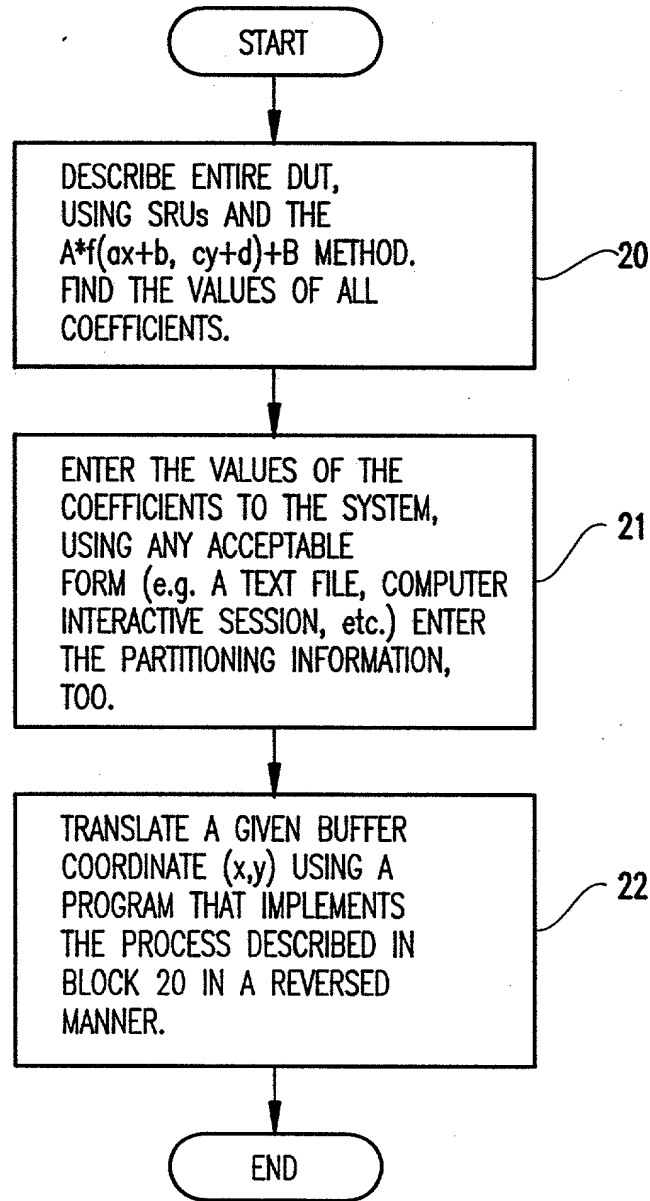 START
DESCRIBE ENTIRE DUT,
USING SRUs AND THE
A*f(ax+b, cy+d)+B METHOD.
FIND THE VALUES OF ALL
COEFFICIENTS.
20
ENTER THE VALUES OF THE
COEFFICIENTS TO THE SYSTEM,
USING ANY ACCEPTABLE
FORM (e.g. A TEXT FILE, COMPUTER
INTERACTIVE SESSION, etc.) ENTER
THE PARTITIONING INFORMATION,
TOO.
21
TRANSLATE A GIVEN BUFFER
COORDINATE (x,y) USING A
PROGRAM THAT IMPLEMENTS
THE PROCESS DESCRIBED IN
BLOCK 20 IN A REVERSED
MANNER.
22
END